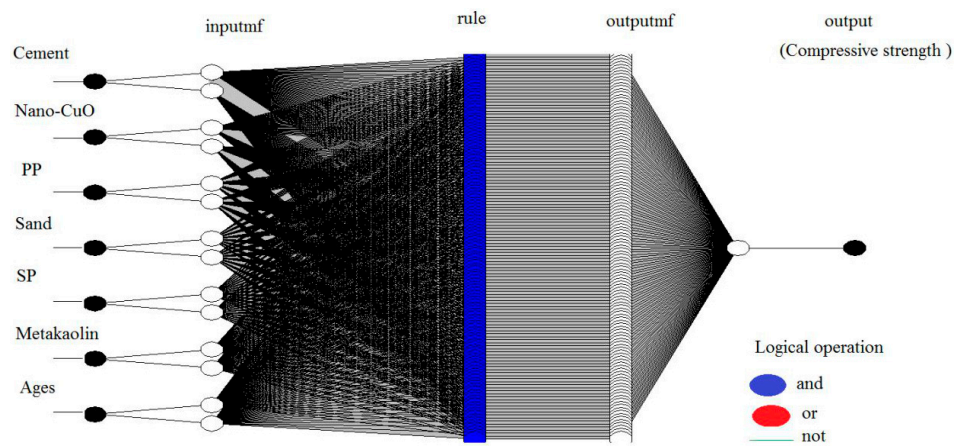 inputmf
rule
outputmf
output
(Compressive strength )
Cement
Nano-CuO
PP
Sand
SP
Metakaolin
Ages
Logical operation
and
or
not